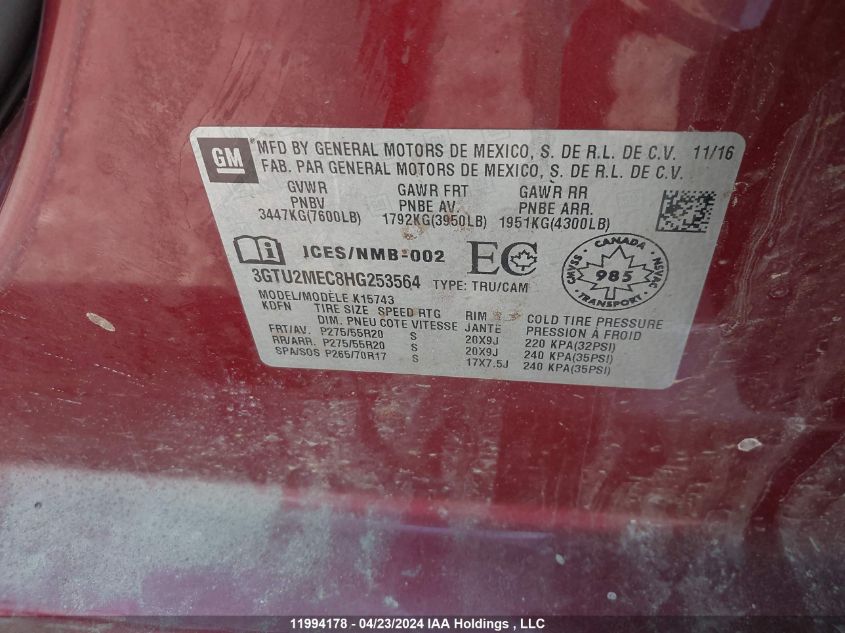 GM
MFD BY GENERAL MOTORS DE MEXICO, S. DE R.L. DE C.V. 11/16
FAB. PAR GENERAL MOTORS DE MEXICO, S. DE R.L. DE C.V.
GVWR GAWR FRT GAWR RR
PNBV PNBE AV. PNBE ARR.
3447KG(7600LB) 1792KG(3950LB) 1951KG(4300LB)
ICES/NMB-002 EC
CANADA CMVSS 985 NSVAC TRANSPORT
3GTU2MEC8HG253564 TYPE: TRU/CAM
MODEL/MODÈLE K15743
KDFN TIRE SIZE SPEED RTG RIM COLD TIRE PRESSURE
DIM. PNEU COTE VITESSE JANTE PRESSION À FROID
FRT/AV. P275/55R20 S 20X9J 220 KPA(32PSI)
RR/ARR. P275/55R20 S 20X9J 240 KPA(35PSI)
SPA/SOS P265/70R17 S 17X7.5J 240 KPA(35PSI)
11994178 - 04/23/2024 IAA Holdings , LLC